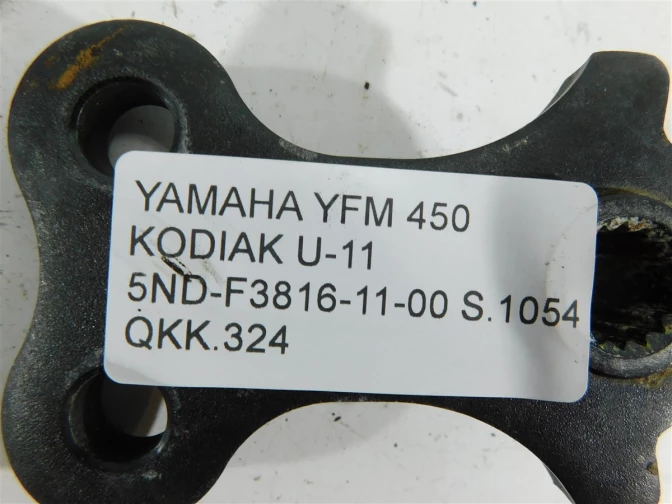 YAMAHA YFM 450
KODIAK U-11
5ND-F3816-11-00 S.1054
QKK.324